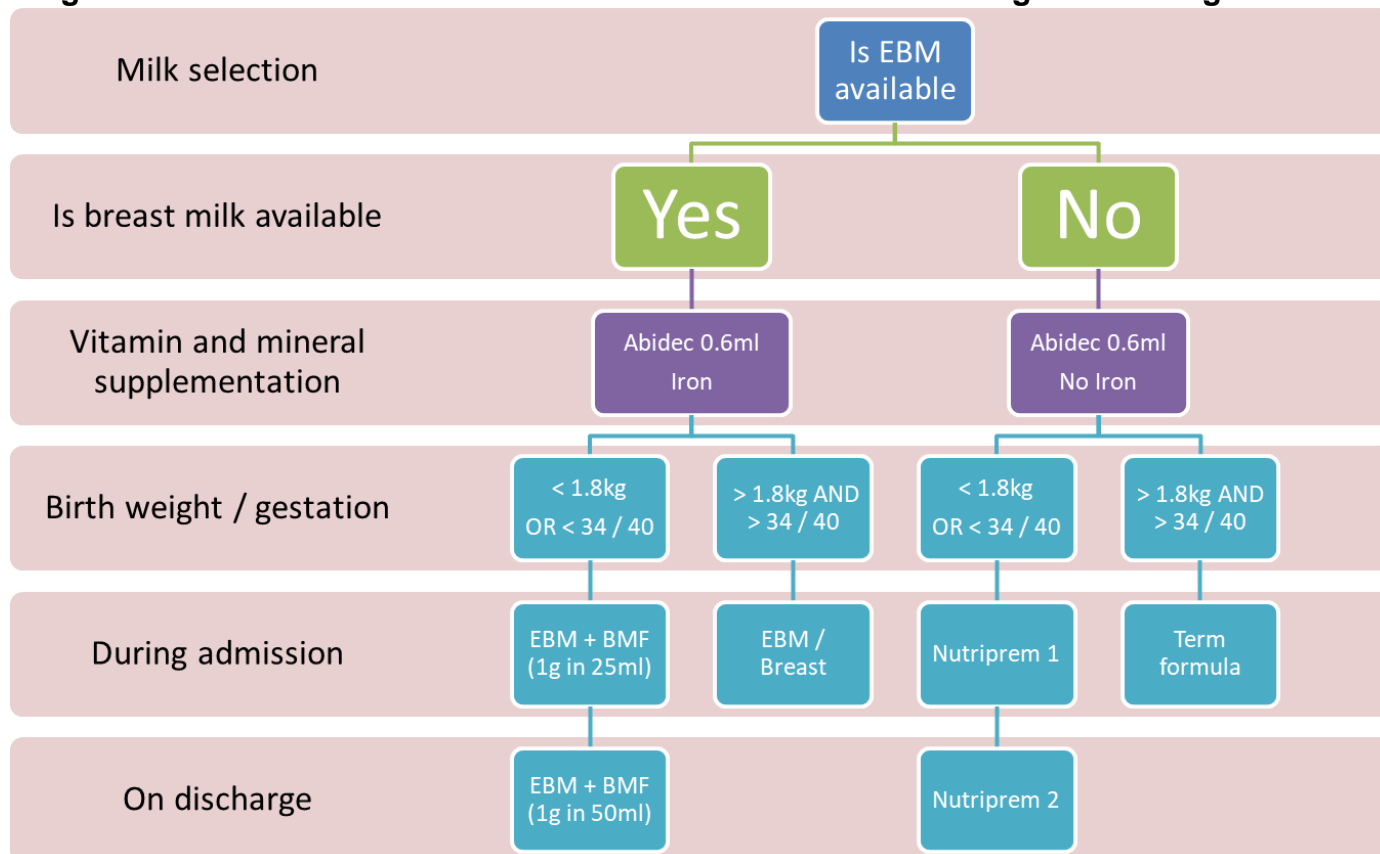 Is EBM
available
Milk selection
Is breast milk available
Yes
No
Vitamin and mineral
supplementation
Abidec 0.6ml
Iron
Abidec 0.6ml
No Iron
Birth weight / gestation
< 1.8kg
OR < 34 / 40
> 1.8kg AND
> 34 / 40
< 1.8kg
OR < 34 / 40
> 1.8kg AND
> 34 / 40
During admission
EBM + BMF
(1g in 25ml)
EBM /
Breast
Nutriprem 1
Term
formula
On discharge
EBM + BMF
(1g in 50ml)
Nutriprem 2